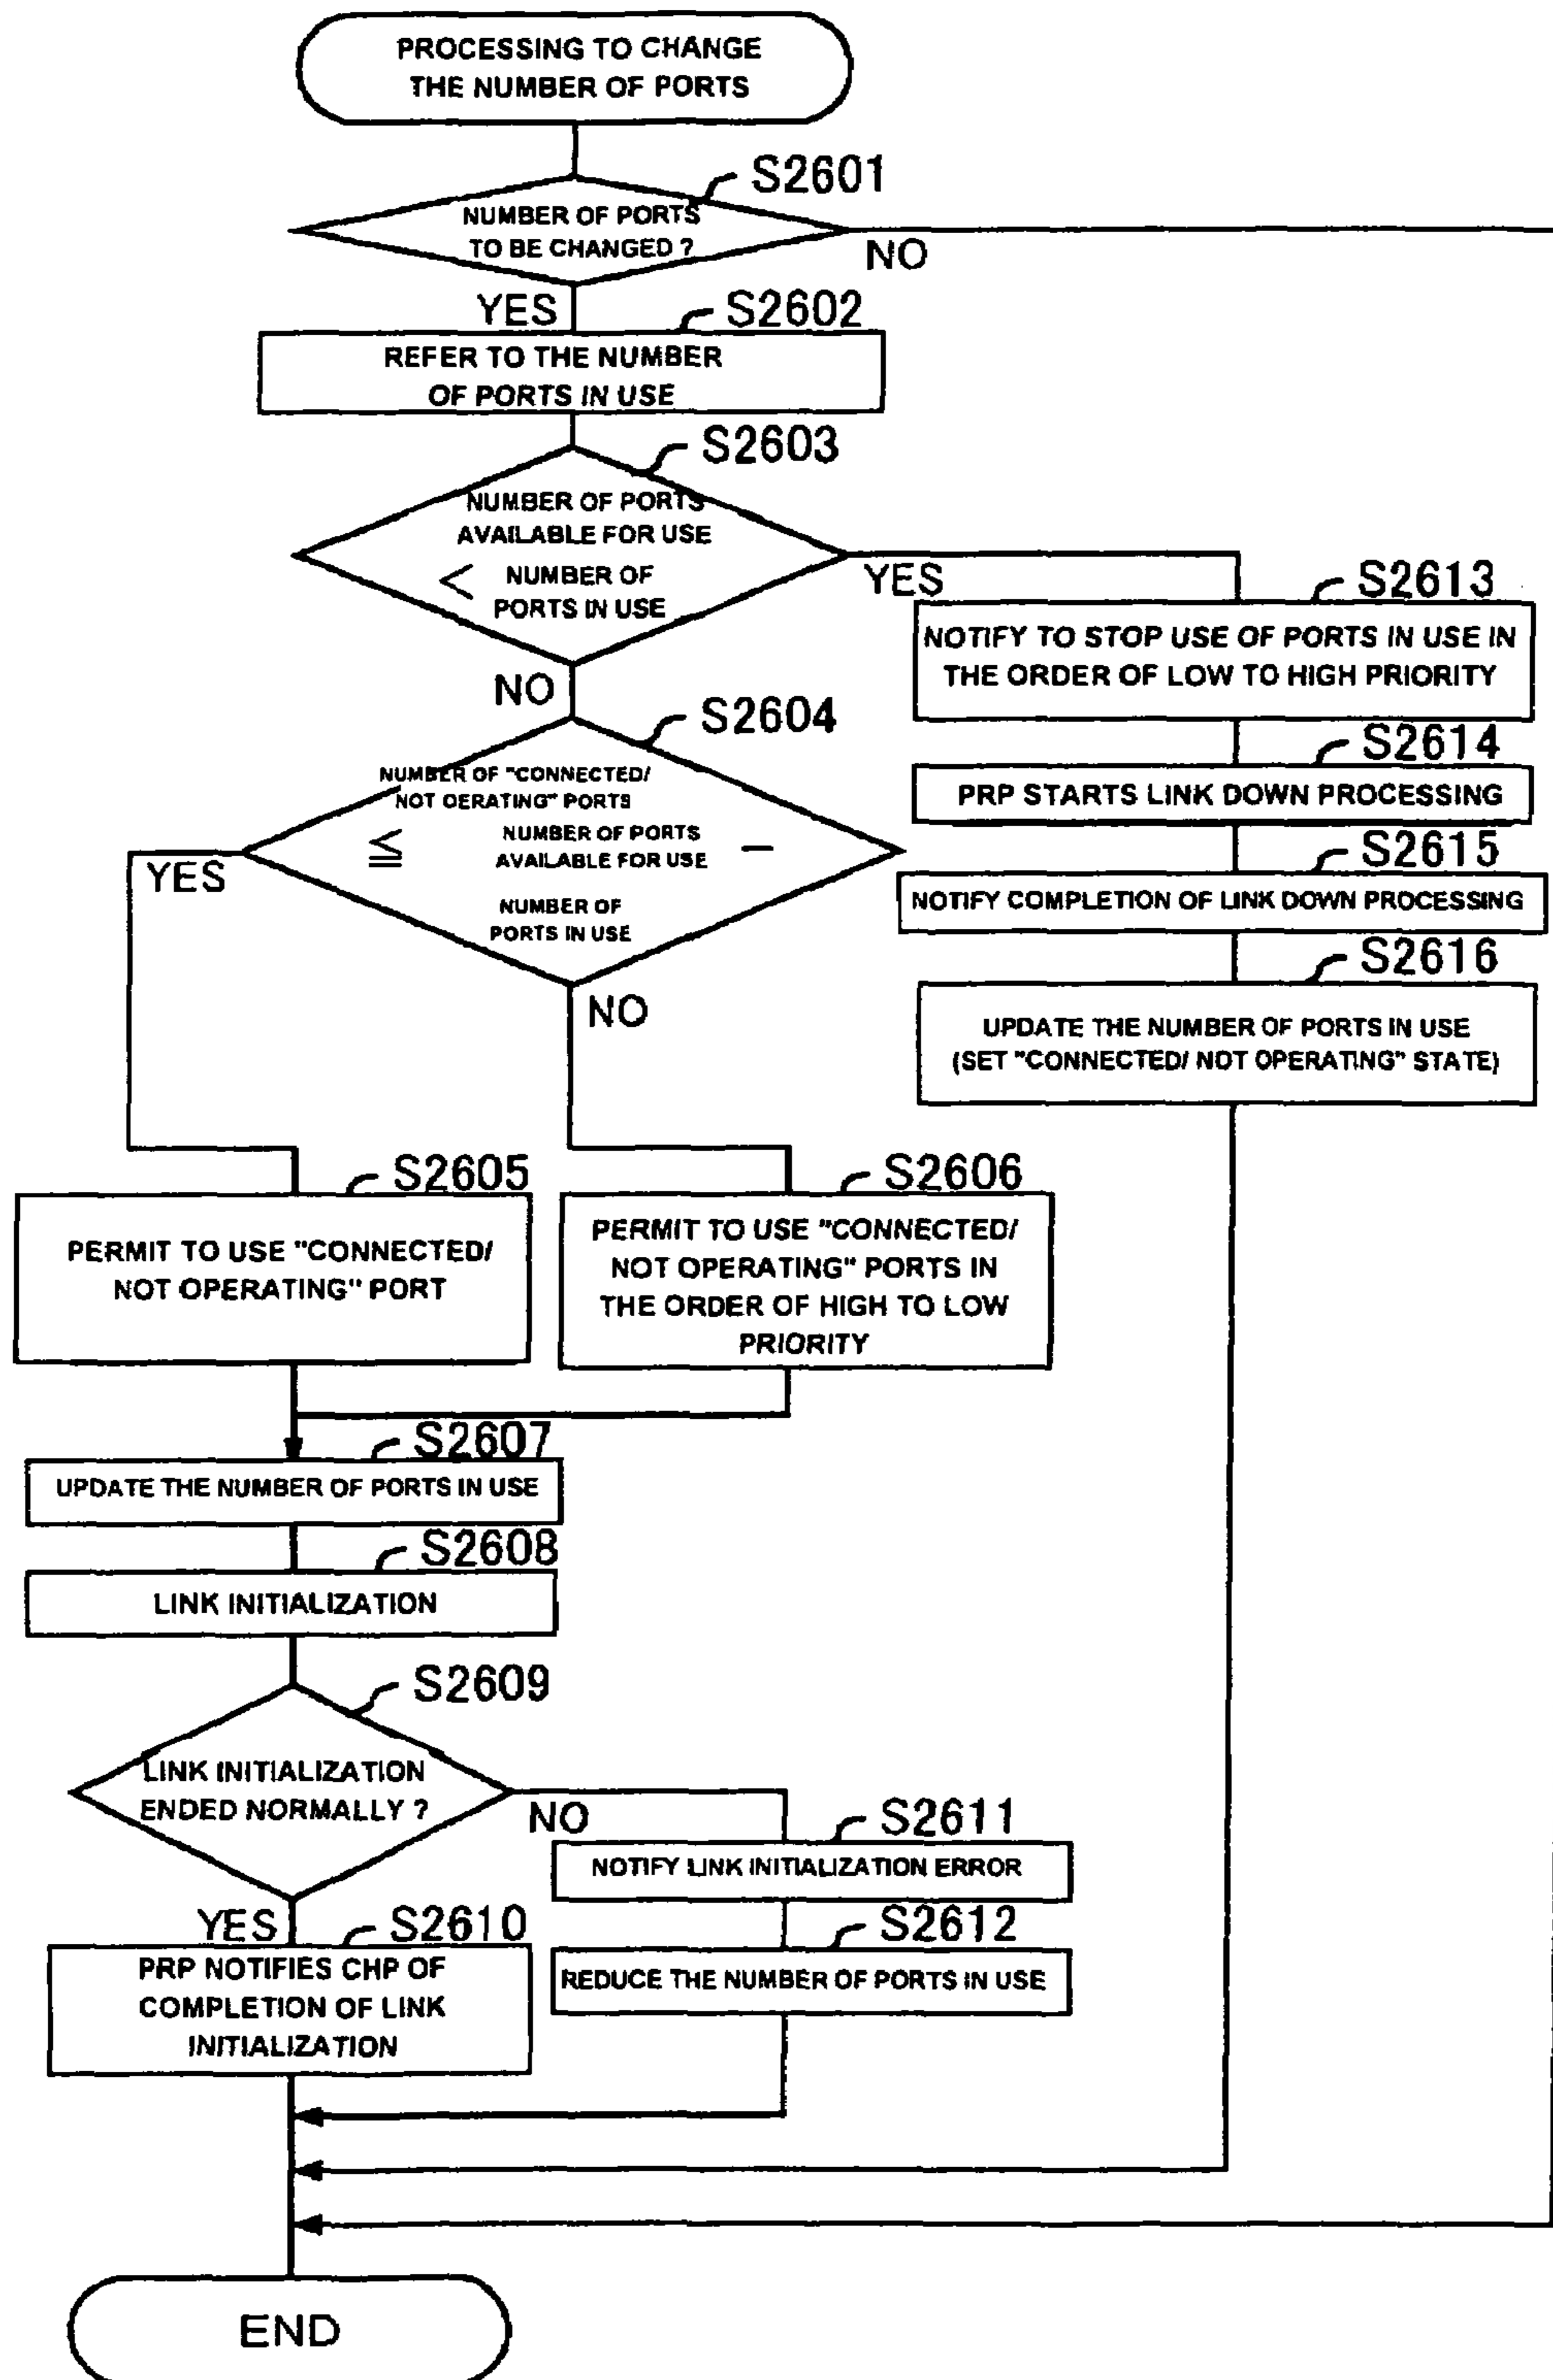 PROCESSING TO CHANGE
THE NUMBER OF PORTS
S2601
NUMBER OF PORTS
TO BE CHANGED ?
NO
YES
S2602
REFER TO THE NUMBER
OF PORTS IN USE
S2603
NUMBER OF PORTS
AVAILABLE FOR USE
< NUMBER OF
PORTS IN USE
YES
NO
S2613
NOTIFY TO STOP USE OF PORTS IN USE IN
THE ORDER OF LOW TO HIGH PRIORITY
S2614
PRP STARTS LINK DOWN PROCESSING
S2615
NOTIFY COMPLETION OF LINK DOWN PROCESSING
S2616
UPDATE THE NUMBER OF PORTS IN USE
(SET "CONNECTED/ NOT OPERATING" STATE)
S2604
NUMBER OF "CONNECTED/
NOT OERATING" PORTS
≦ NUMBER OF PORTS
AVAILABLE FOR USE —
NUMBER OF
PORTS IN USE
YES
NO
S2605
PERMIT TO USE "CONNECTED/
NOT OPERATING" PORT
S2606
PERMIT TO USE "CONNECTED/
NOT OPERATING" PORTS IN
THE ORDER OF HIGH TO LOW
PRIORITY
S2607
UPDATE THE NUMBER OF PORTS IN USE
S2608
LINK INITIALIZATION
S2609
LINK INITIALIZATION
ENDED NORMALLY ?
NO
YES
S2611
NOTIFY LINK INITIALIZATION ERROR
S2612
REDUCE THE NUMBER OF PORTS IN USE
S2610
PRP NOTIFIES CHP OF
COMPLETION OF LINK
INITIALIZATION
END